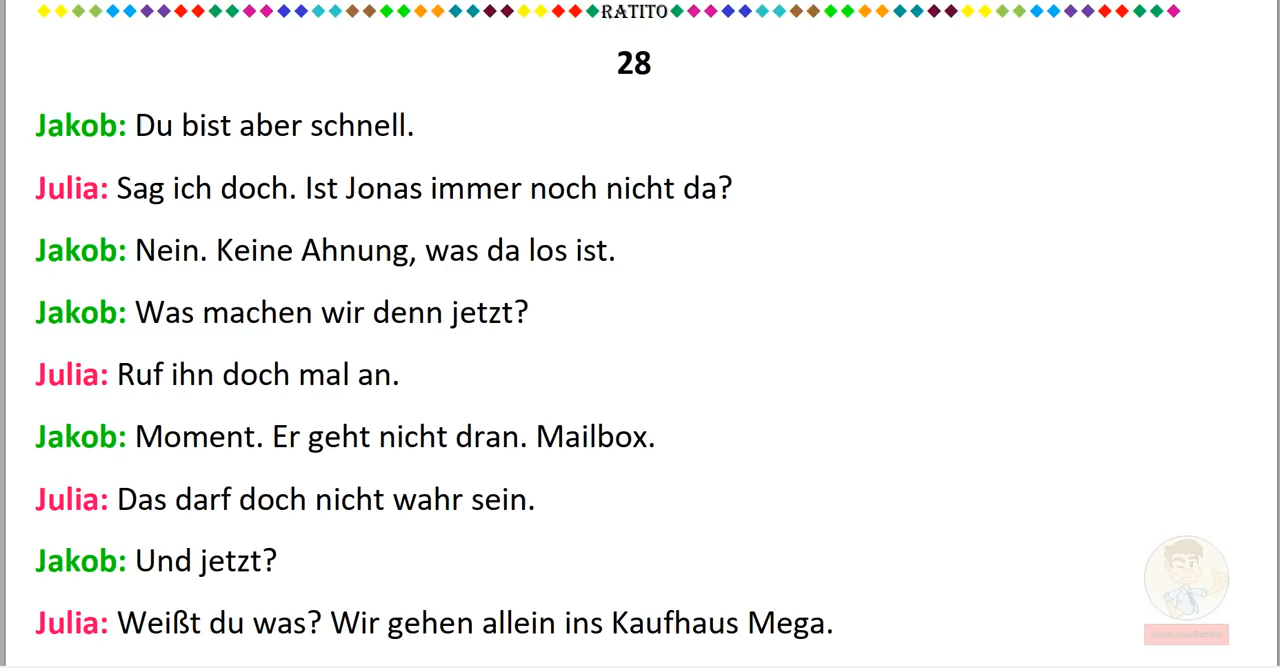 RATITO
28
Jakob: Du bist aber schnell.
Julia: Sag ich doch. Ist Jonas immer noch nicht da?
Jakob: Nein. Keine Ahnung, was da los ist.
Jakob: Was machen wir denn jetzt?
Julia: Ruf ihn doch mal an.
Jakob: Moment. Er geht nicht dran. Mailbox.
Julia: Das darf doch nicht wahr sein.
Jakob: Und jetzt?
Julia: Weißt du was? Wir gehen allein ins Kaufhaus Mega.